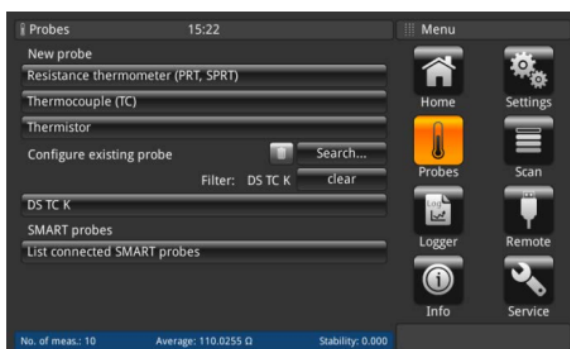 Probes 15:22
New probe
Resistance thermometer (PRT, SPRT)
Thermocouple (TC)
Thermistor
Configure existing probe Search...
Filter: DS TC K clear
DS TC K
SMART probes
List connected SMART probes
No. of meas.: 10 Average: 110.0255 Ω Stability: 0.000
Menu
Home Settings
Probes Scan
Log
Logger Remote
Info Service